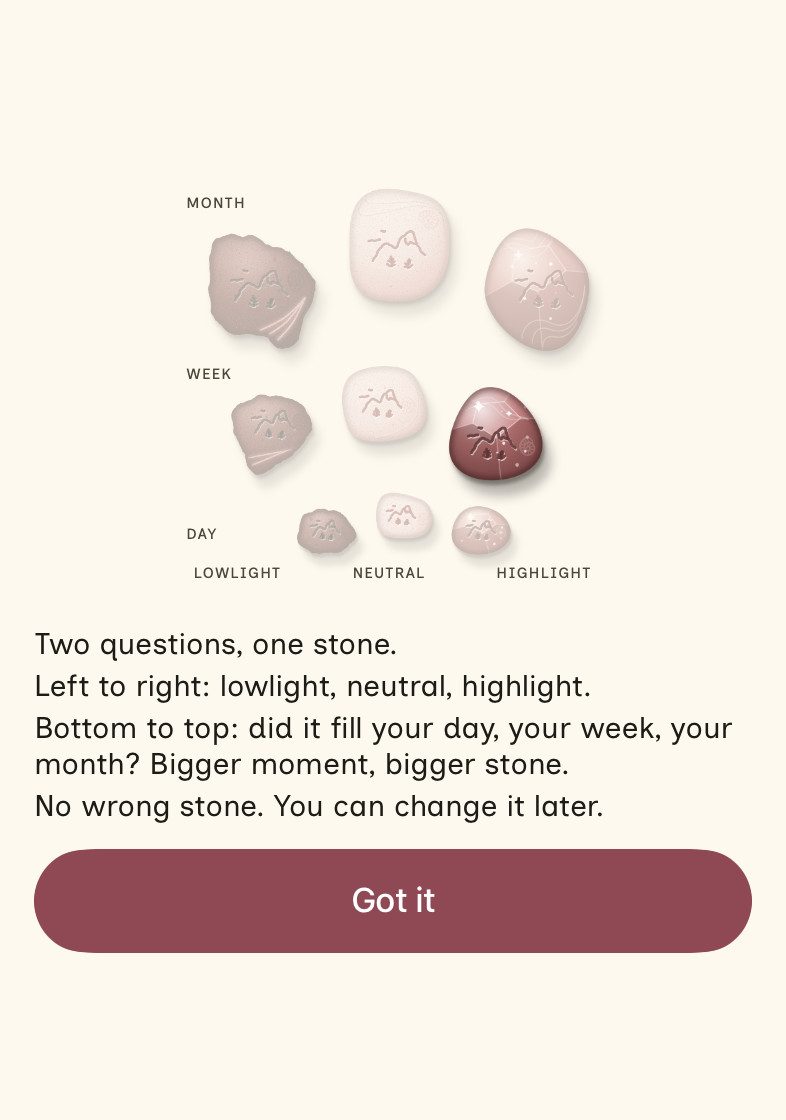 MONTH
WEEK
DAY
LOWLIGHT NEUTRAL HIGHLIGHT
Two questions, one stone.
Left to right: lowlight, neutral, highlight.
Bottom to top: did it fill your day, your week, your
month? Bigger moment, bigger stone.
No wrong stone. You can change it later.
Got it